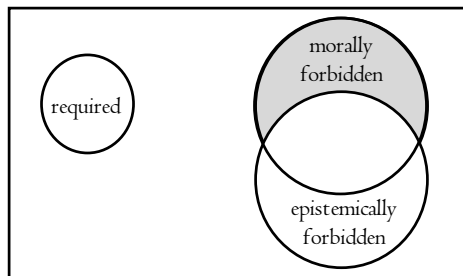 morally
forbidden
required
epistemically
forbidden